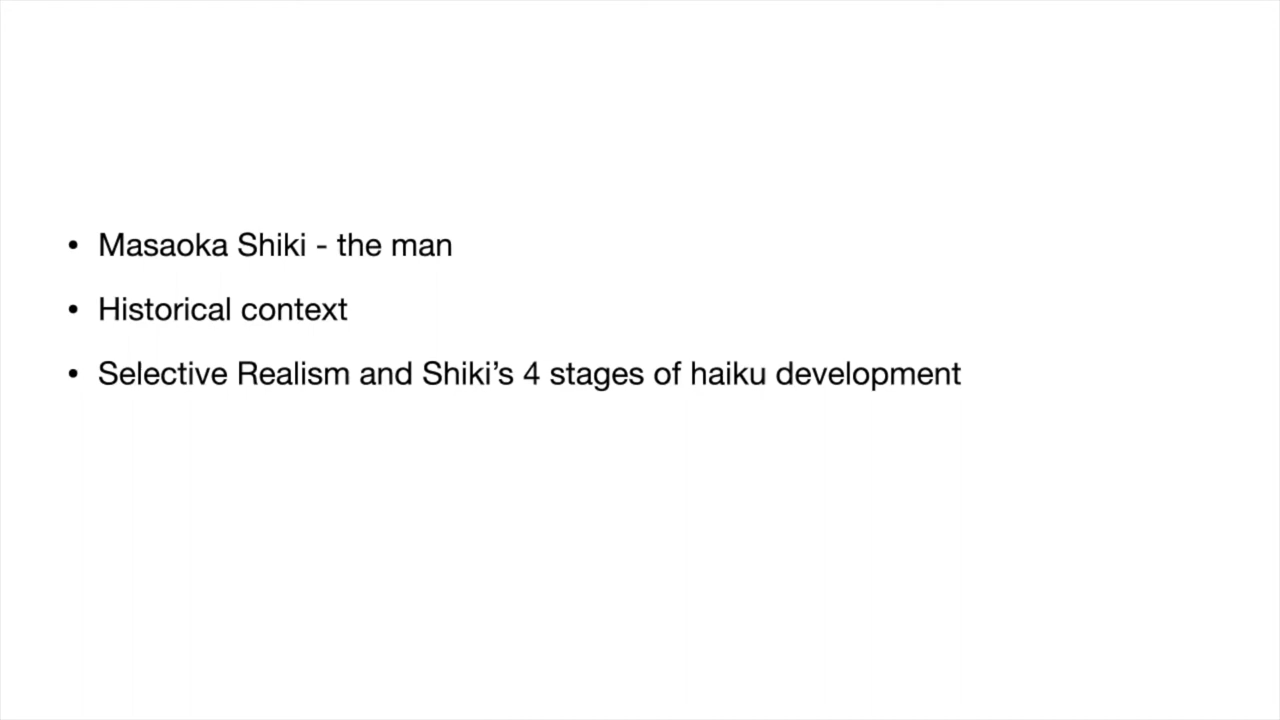 • Masaoka Shiki - the man
• Historical context
• Selective Realism and Shiki’s 4 stages of haiku development